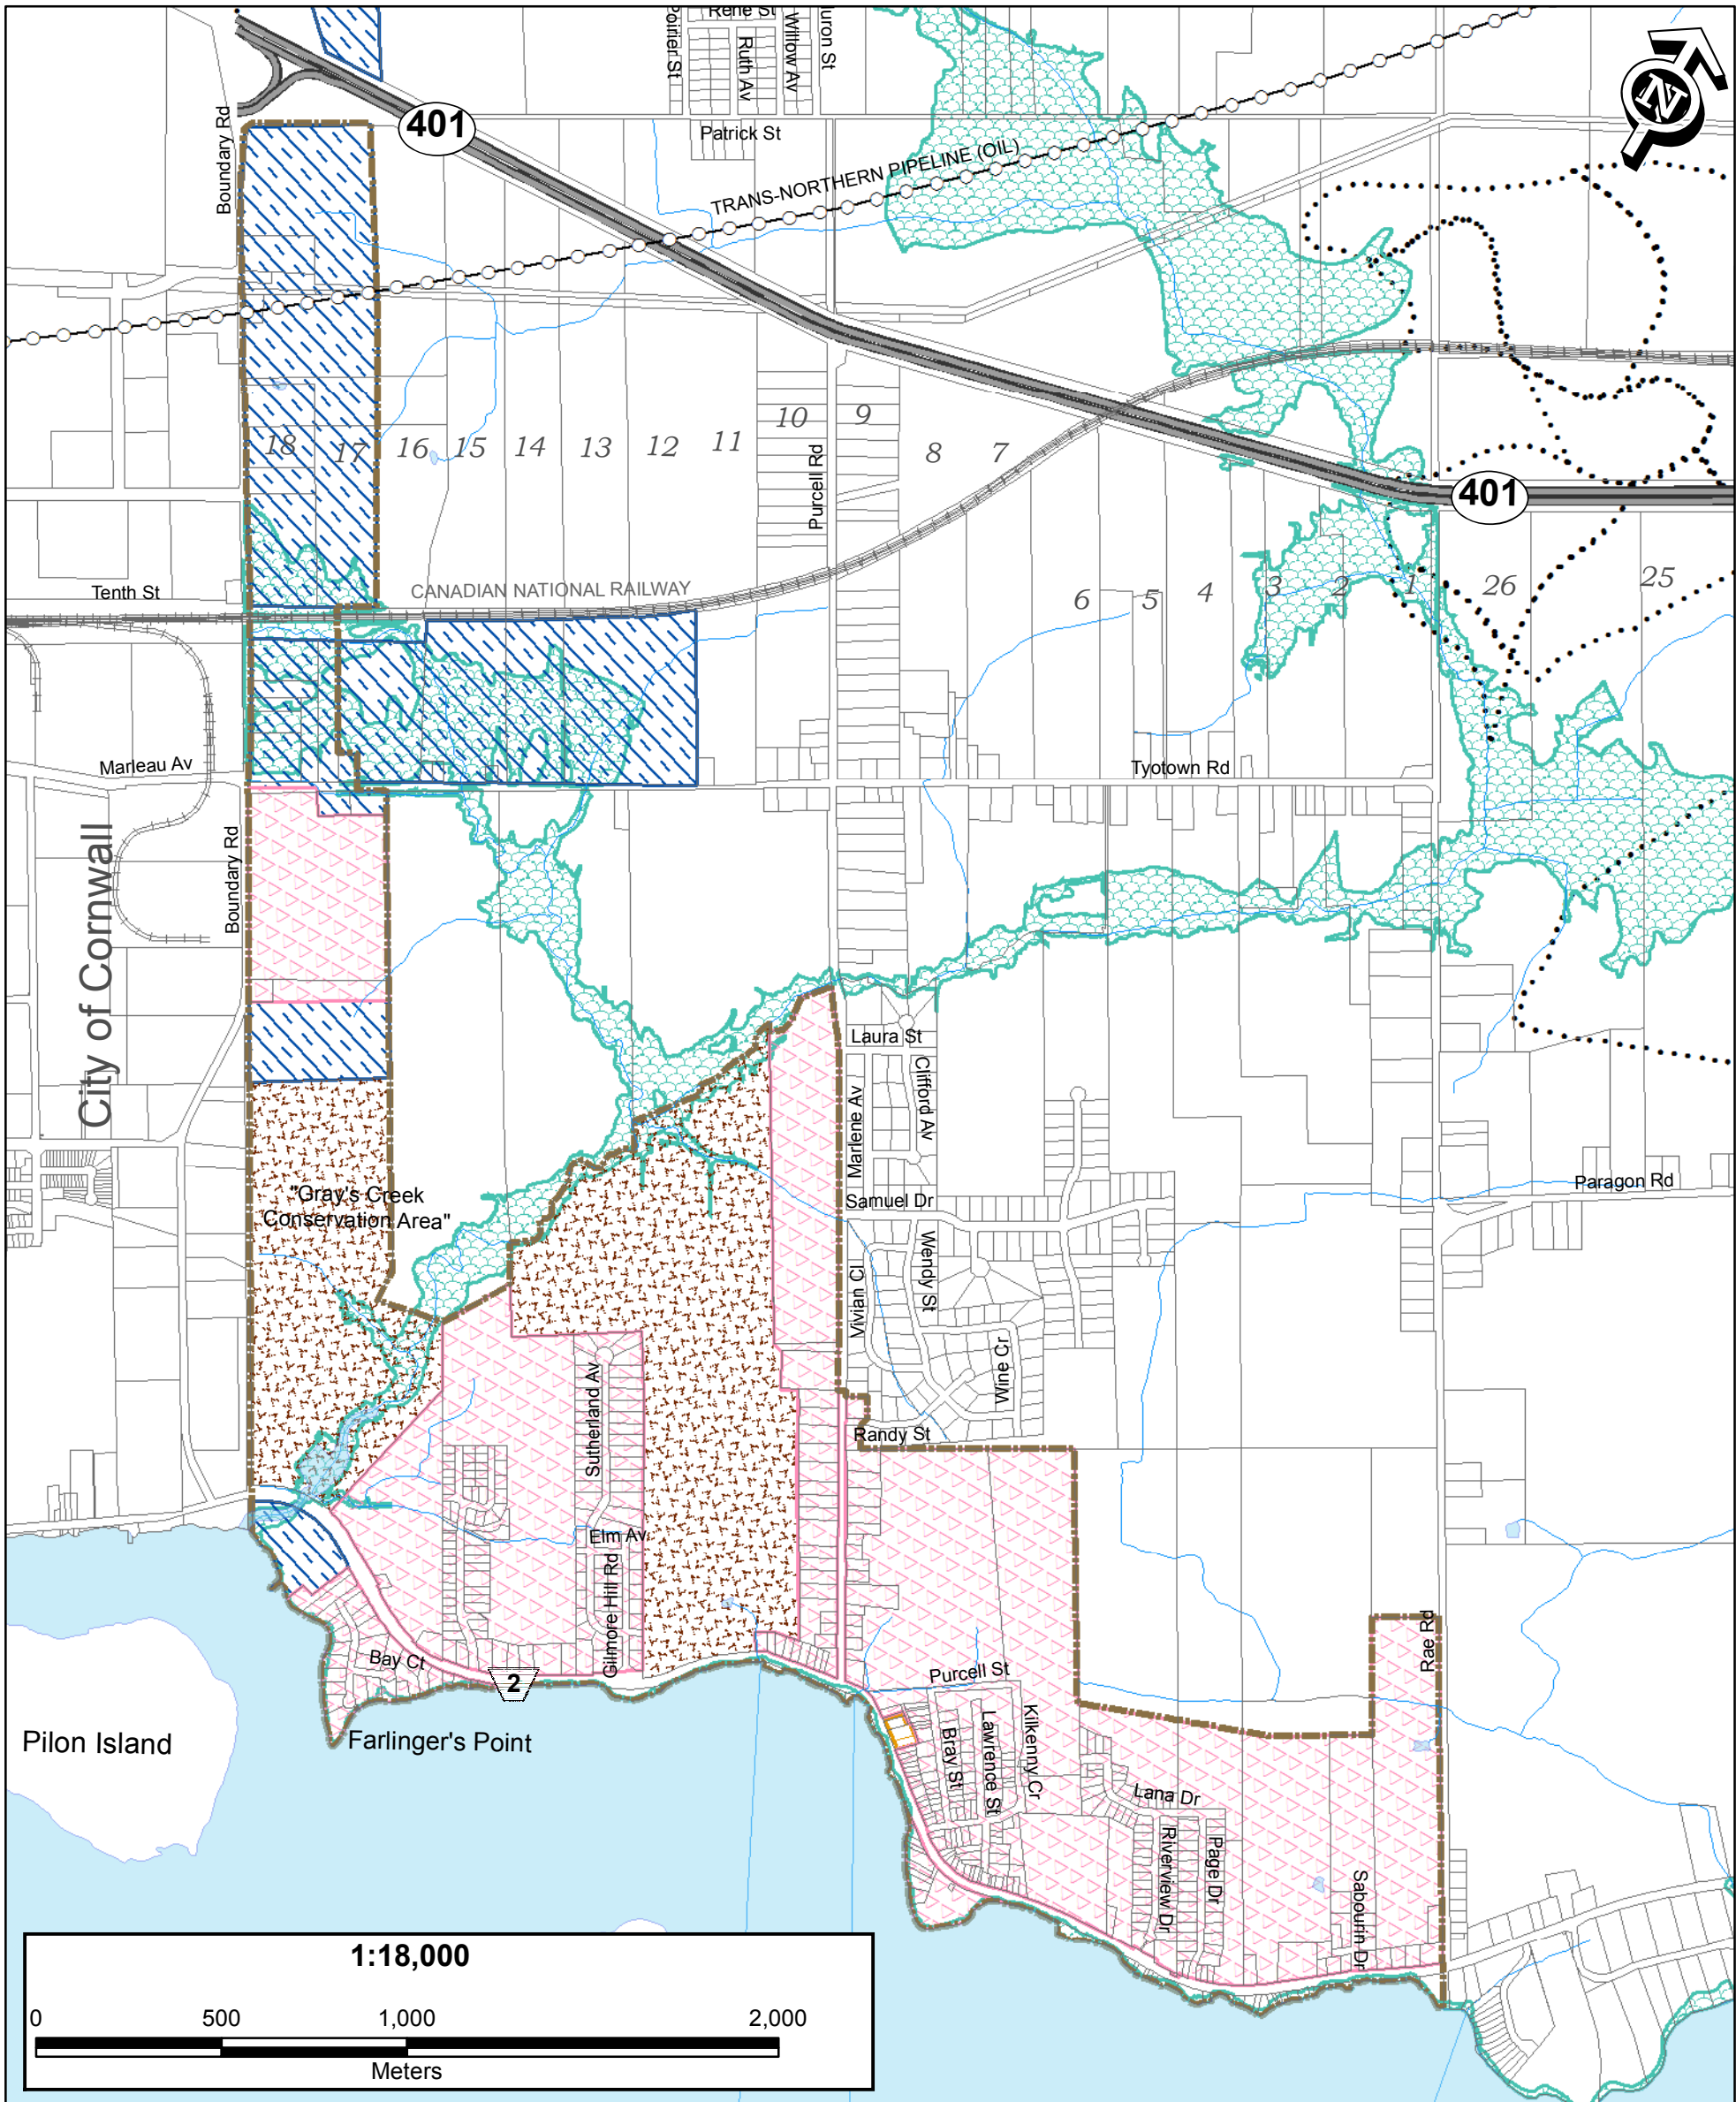 Rene St
Poirier St
Ruth Av
Willow Av
uron St
N
401
Boundary Rd
Patrick St
TRANS-NORTHERN PIPELINE (OIL)
18
17
16
15
14
13
12
11
10
9
8
7
Purcell Rd
401
Tenth St
CANADIAN NATIONAL RAILWAY
6
5
4
3
2
1
26
25
Marleau Av
Tyotown Rd
City of Cornwall
Boundary Rd
Laura St
Clifford Av
Marlene Av
"Gray's Creek
Conservation Area"
Samuel Dr
Paragon Rd
Wendy St
Vivian Cl
Wine Cr
Sutherland Av
Randy St
Elm Av
Gilmore Hill Rd
Bay Ct
2
Purcell St
Rae Rd
Pilon Island
Farlinger's Point
Bray St
Lawrence St
Kilkenny Cr
Lana Dr
Riverview Dr
Page Dr
Sabourin Dr
1:18,000
0 500 1,000 2,000
Meters